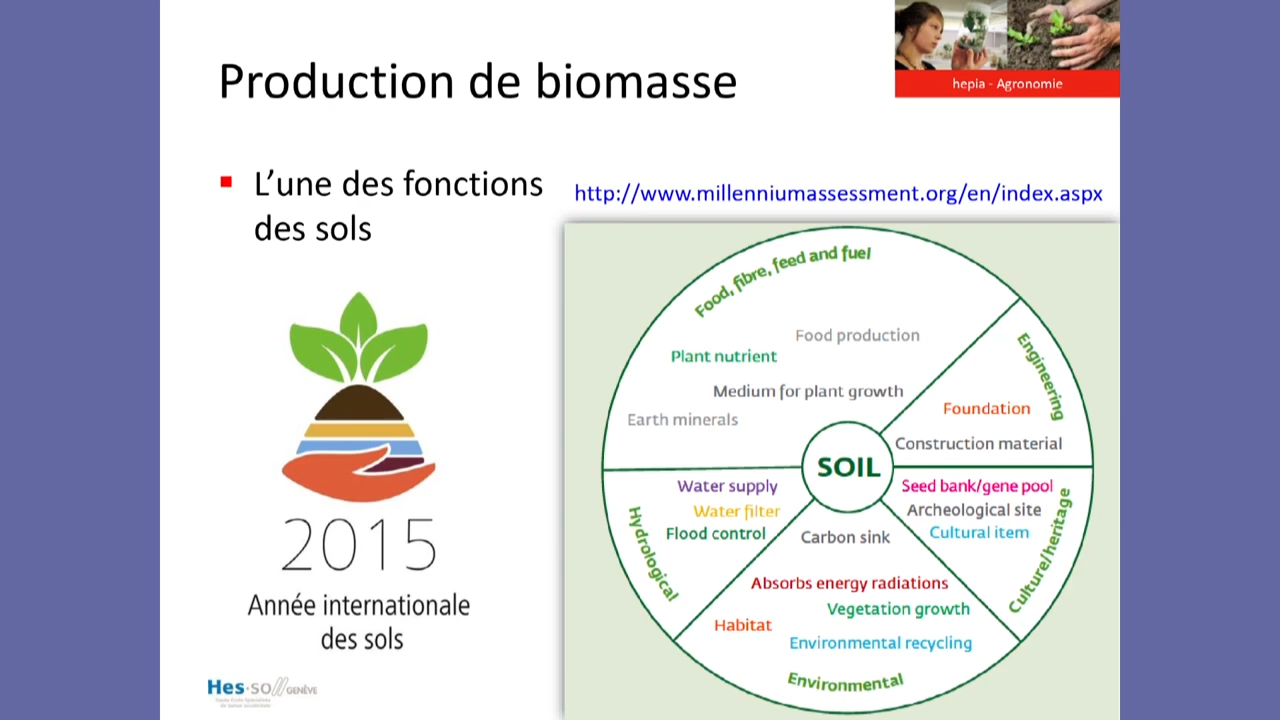 hepia - Agronomie
Production de biomasse
L’une des fonctions
des sols
http://www.millenniumassessment.org/en/index.aspx
Food, fibre, feed and fuel
Food production
Plant nutrient
Medium for plant growth
Earth minerals
Engineering
Foundation
Construction material
SOIL
Water supply
Water filter
Flood control
Hydrological
Seed bank/gene pool
Archeological site
Cultural item
Culture/heritage
Carbon sink
Absorbs energy radiations
Vegetation growth
Habitat
Environmental recycling
Environmental
2015
Année internationale
des sols
Hes·so//GENÈVE